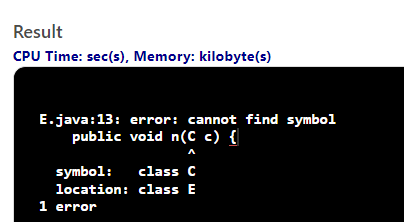 Result
CPU Time: sec(s), Memory: kilobyte(s)
E.java:13: error: cannot find symbol
    public void n(C c) {
                  ^
  symbol:   class C
  location: class E
1 error